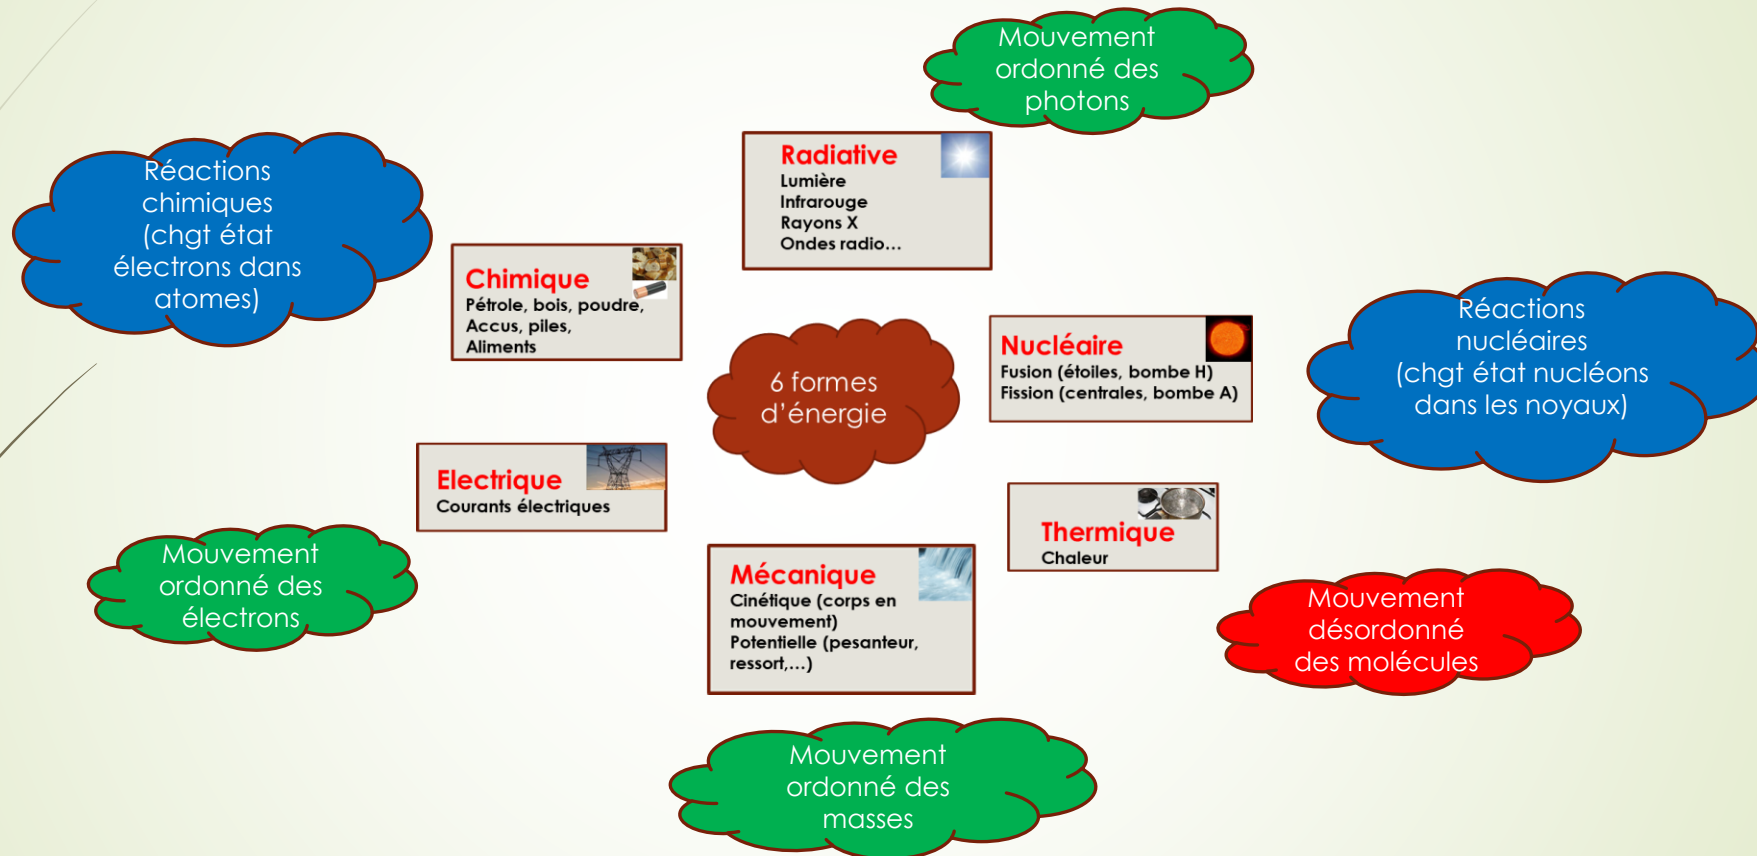 Mouvement
ordonné des
photons
Radiative
Lumière
Infrarouge
Rayons X
Ondes radio...
Réactions
chimiques
(chgt état
électrons dans
atomes)
Chimique
Pétrole, bois, poudre,
Accus, piles,
Aliments
6 formes
d'énergie
Nucléaire
Fusion (étoiles, bombe H)
Fission (centrales, bombe A)
Réactions
nucléaires
(chgt état nucléons
dans les noyaux)
Electrique
Courants électriques
Mouvement
ordonné des
électrons
Mécanique
Cinétique (corps en
mouvement)
Potentielle (pesanteur,
ressort,...)
Thermique
Chaleur
Mouvement
désordonné
des molécules
Mouvement
ordonné des
masses